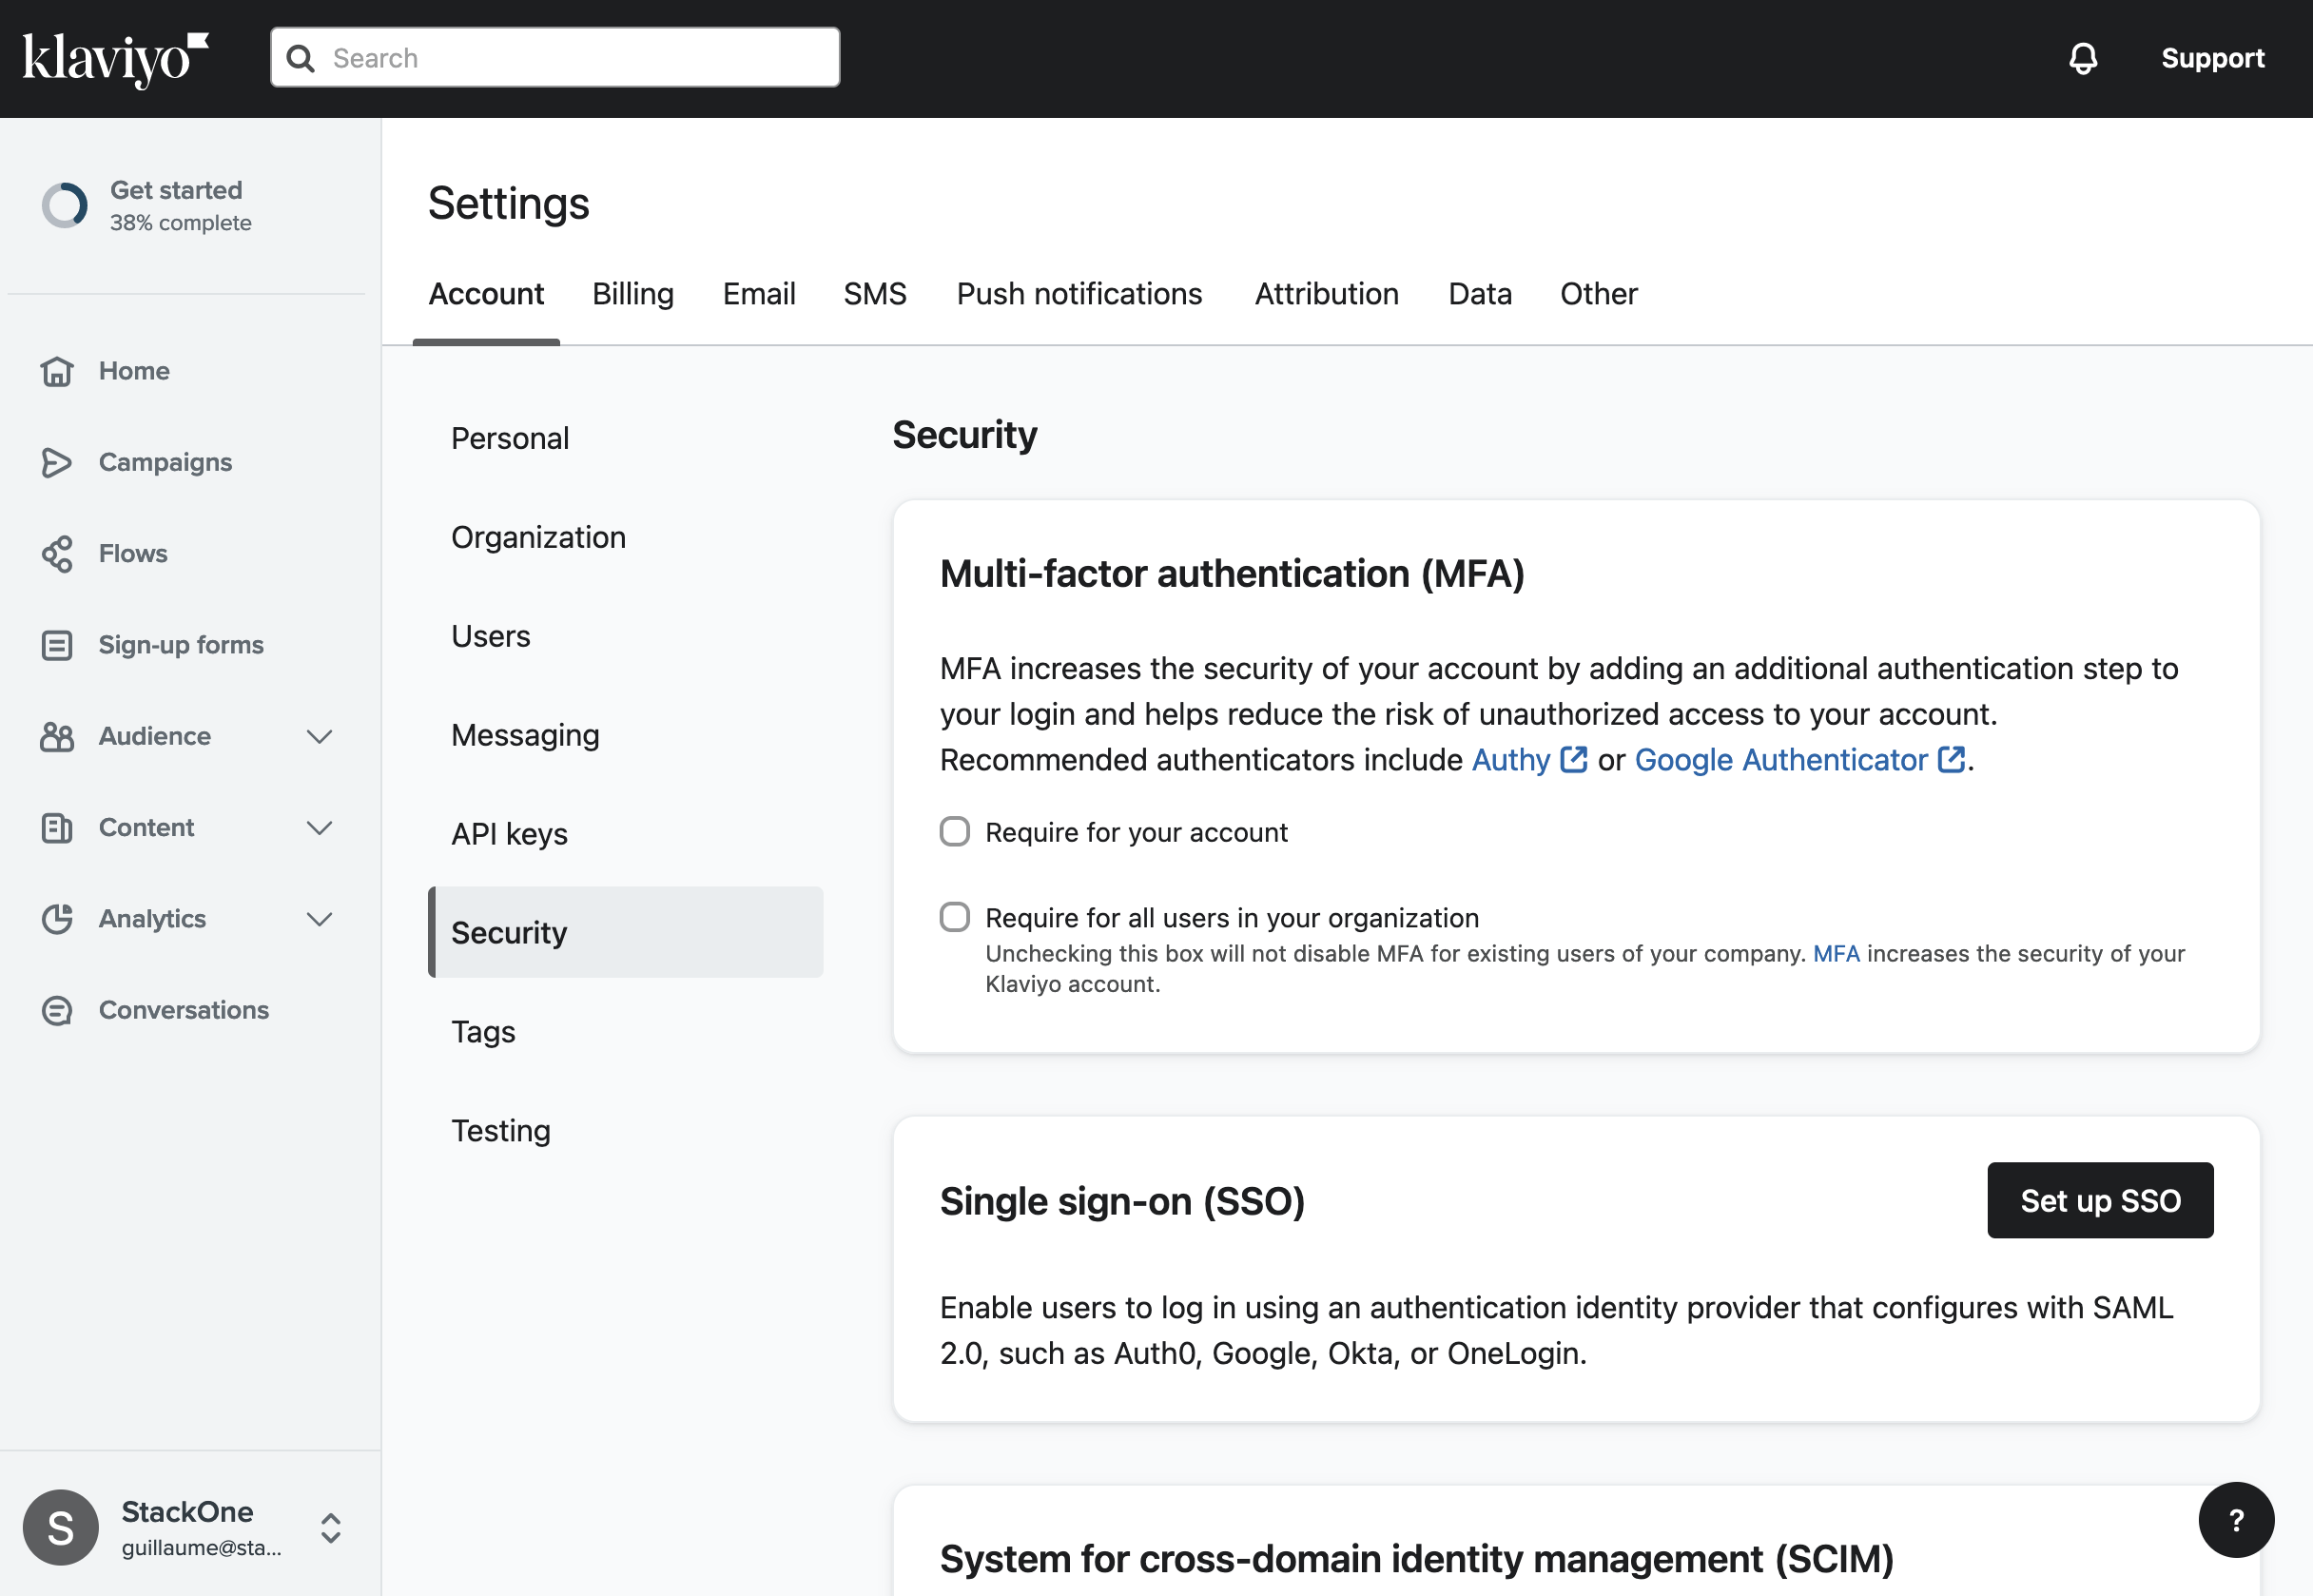 klaviyo
Search
Support
Get started
38% complete
Home
Campaigns
Flows
Sign-up forms
Audience
Content
Analytics
Conversations
S
StackOne
guillaume@sta...
Settings
Account Billing Email SMS Push notifications Attribution Data Other
Personal
Organization
Users
Messaging
API keys
Security
Tags
Testing
Security
Multi-factor authentication (MFA)
MFA increases the security of your account by adding an additional authentication step to
your login and helps reduce the risk of unauthorized access to your account.
Recommended authenticators include Authy or Google Authenticator.
Require for your account
Require for all users in your organization
Unchecking this box will not disable MFA for existing users of your company. MFA increases the security of your
Klaviyo account.
Single sign-on (SSO)
Set up SSO
Enable users to log in using an authentication identity provider that configures with SAML
2.0, such as Auth0, Google, Okta, or OneLogin.
System for cross-domain identity management (SCIM)
?